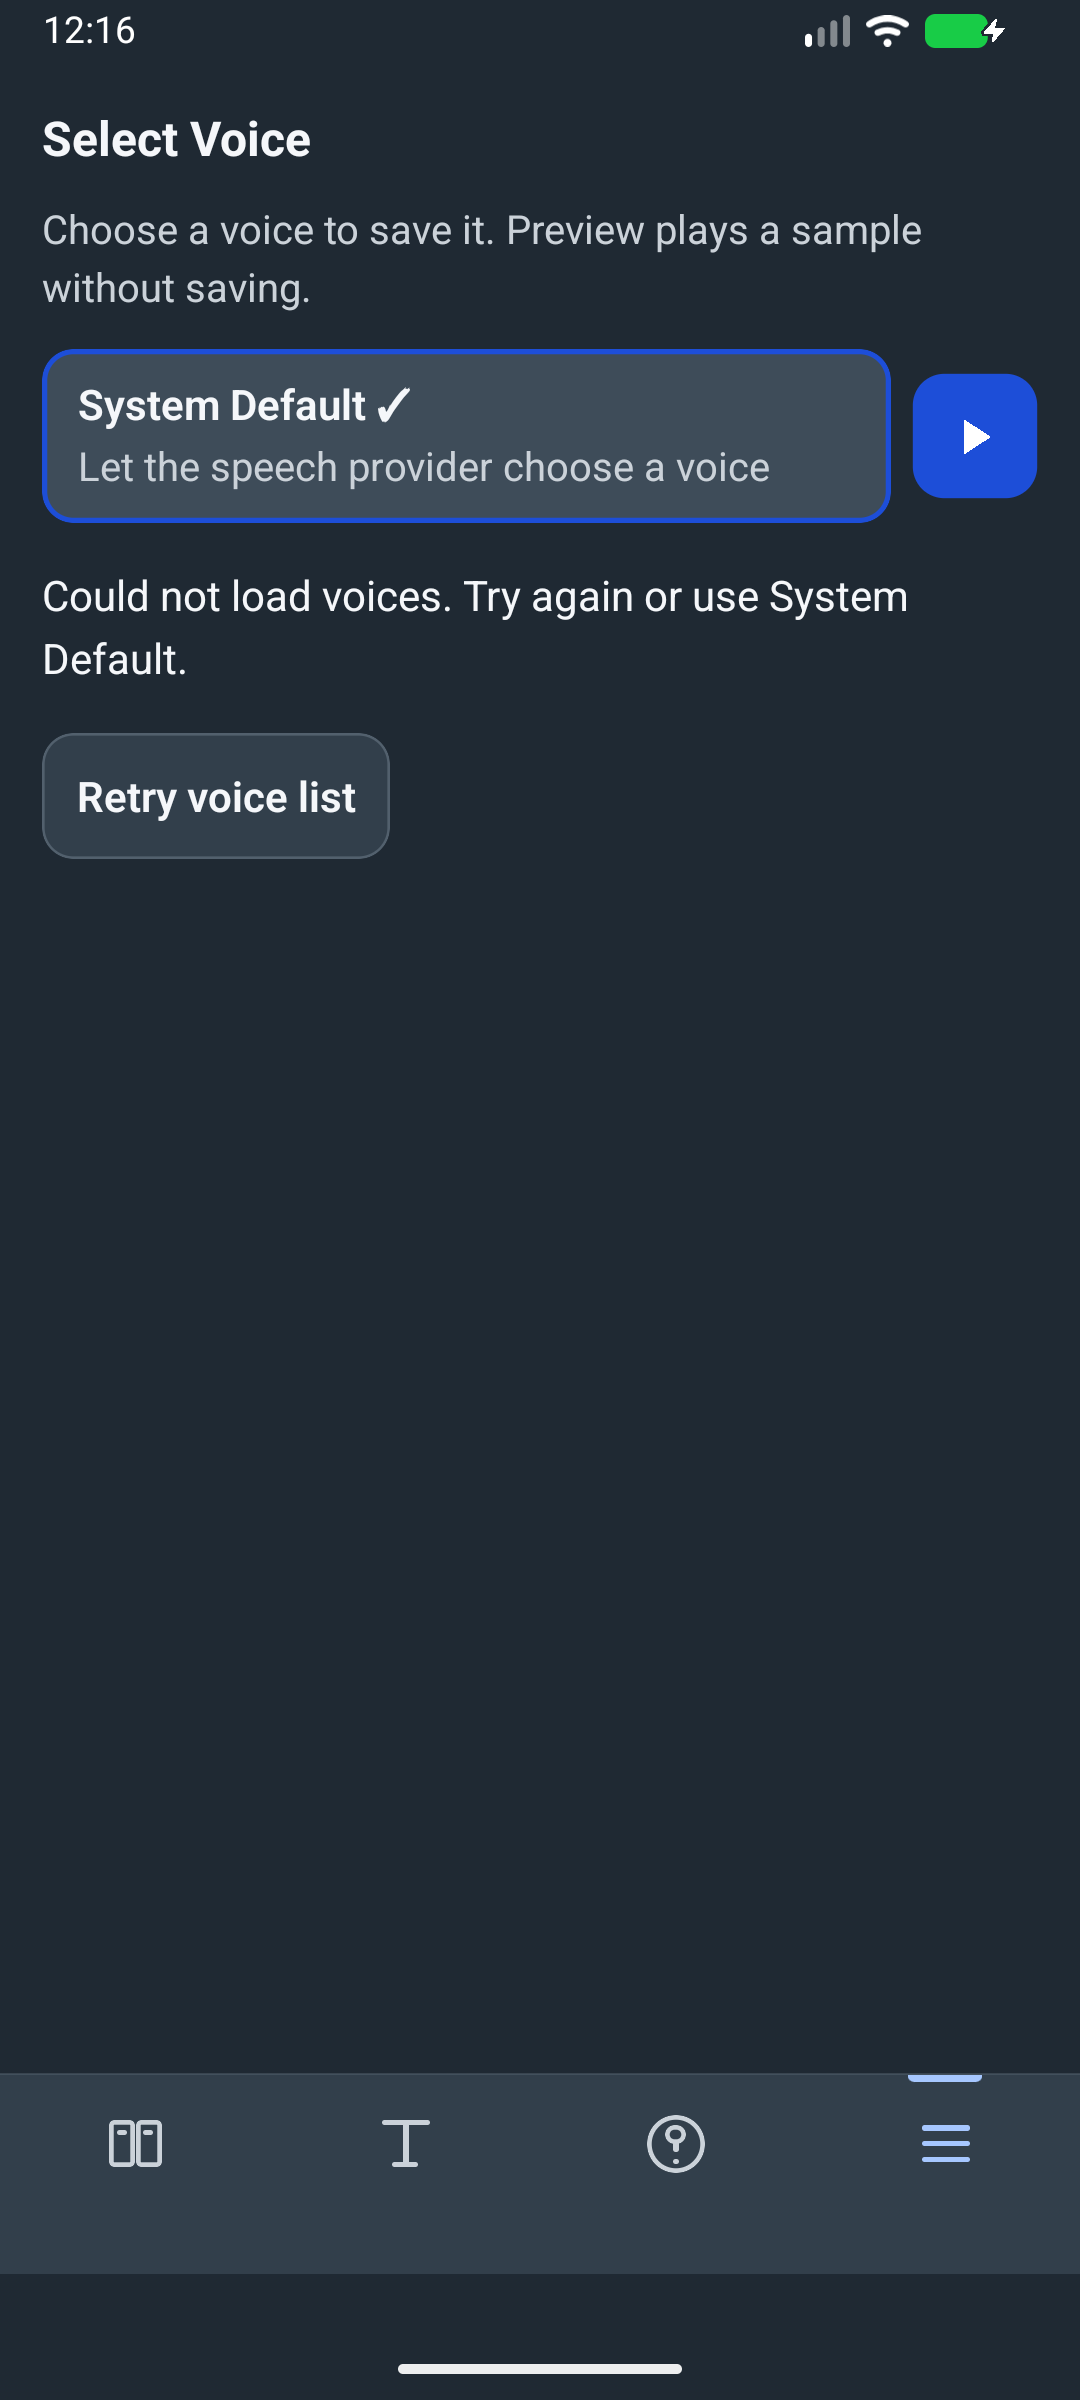 12:16
Select Voice
Choose a voice to save it. Preview plays a sample
without saving.
System Default ✓
Let the speech provider choose a voice
Could not load voices. Try again or use System
Default.
Retry voice list